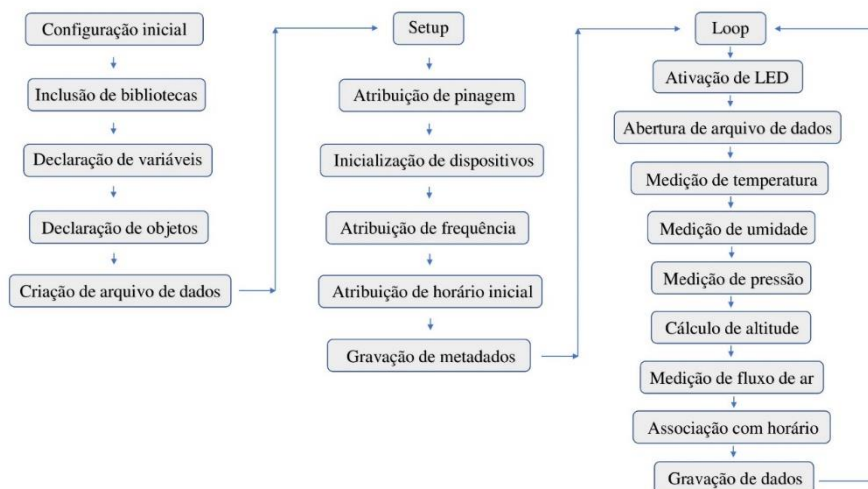 Configuração inicial
Inclusão de bibliotecas
Declaração de variáveis
Declaração de objetos
Criação de arquivo de dados
Setup
Atribuição de pinagem
Inicialização de dispositivos
Atribuição de frequência
Atribuição de horário inicial
Gravação de metadados
Loop
Ativação de LED
Abertura de arquivo de dados
Medição de temperatura
Medição de umidade
Medição de pressão
Cálculo de altitude
Medição de fluxo de ar
Associação com horário
Gravação de dados